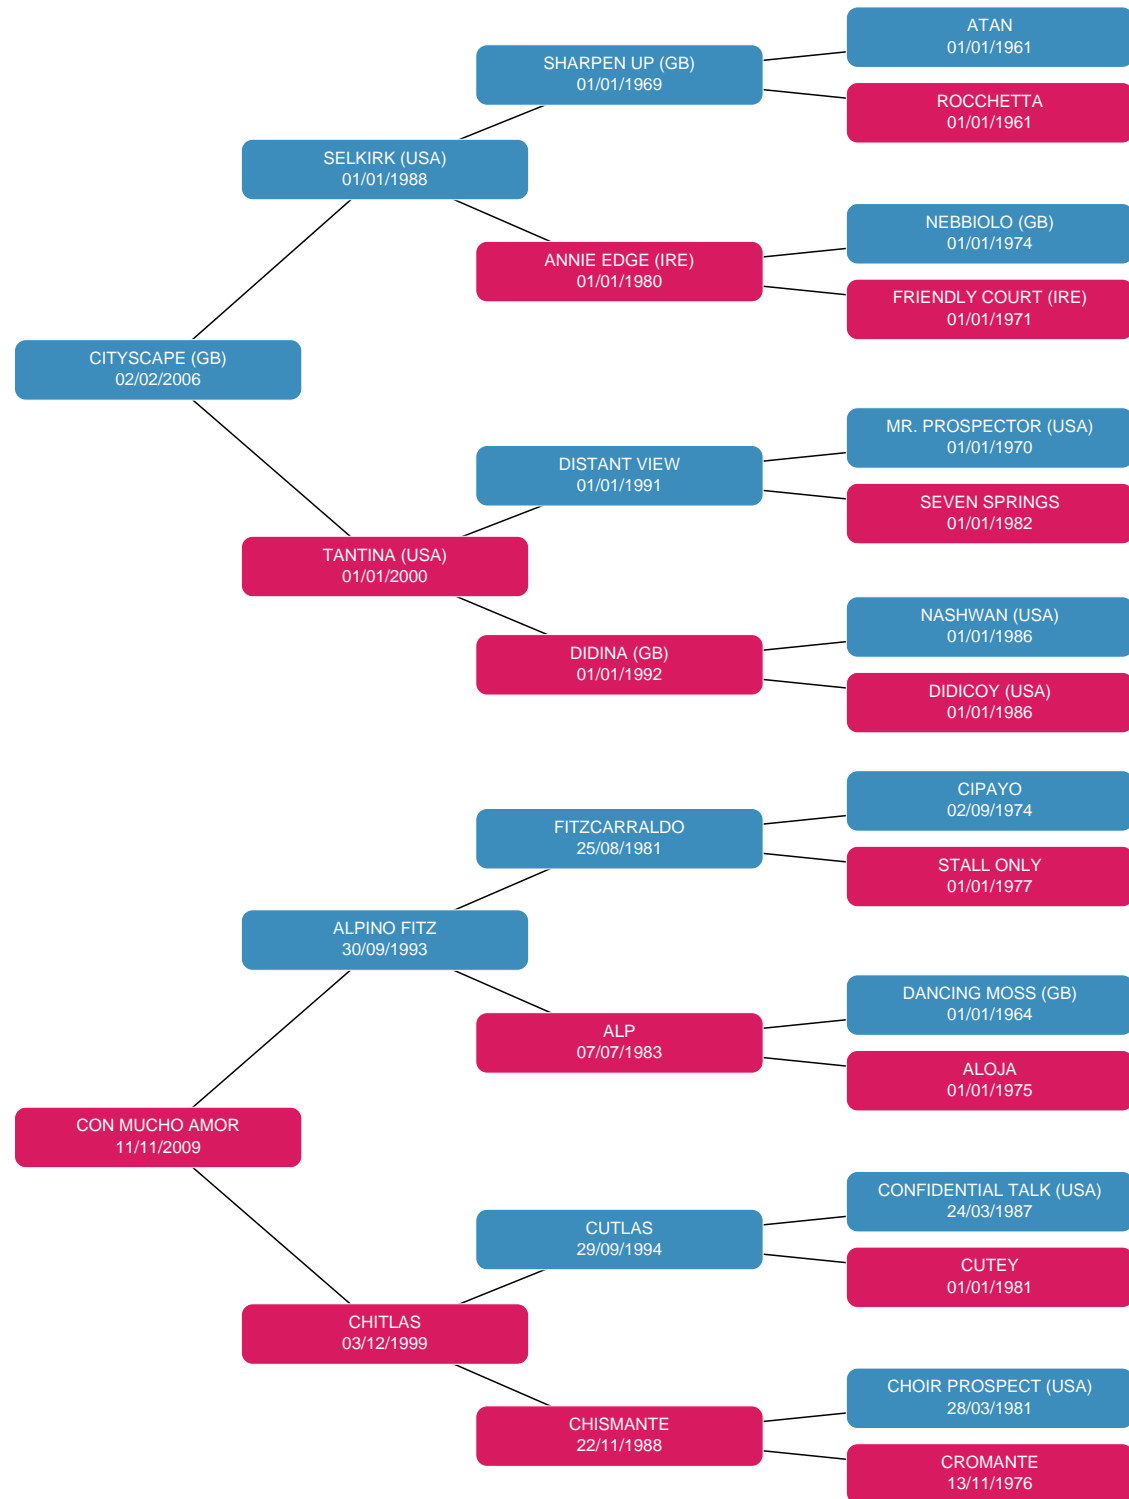 ATAN
01/01/1961
SHARPEN UP (GB)
01/01/1969
ROCCHETTA
01/01/1961
SELKIRK (USA)
01/01/1988
NEBBIOLO (GB)
01/01/1974
ANNIE EDGE (IRE)
01/01/1980
FRIENDLY COURT (IRE)
01/01/1971
CITYSCAPE (GB)
02/02/2006
MR. PROSPECTOR (USA)
01/01/1970
DISTANT VIEW
01/01/1991
SEVEN SPRINGS
01/01/1982
TANTINA (USA)
01/01/2000
NASHWAN (USA)
01/01/1986
DIDINA (GB)
01/01/1992
DIDICOY (USA)
01/01/1986
CIPAYO
02/09/1974
FITZCARRALDO
25/08/1981
STALL ONLY
01/01/1977
ALPINO FITZ
30/09/1993
DANCING MOSS (GB)
01/01/1964
ALP
07/07/1983
ALOJA
01/01/1975
CON MUCHO AMOR
11/11/2009
CONFIDENTIAL TALK (USA)
24/03/1987
CUTLAS
29/09/1994
CUTEY
01/01/1981
CHITLAS
03/12/1999
CHOIR PROSPECT (USA)
28/03/1981
CHISMANTE
22/11/1988
CROMANTE
13/11/1976